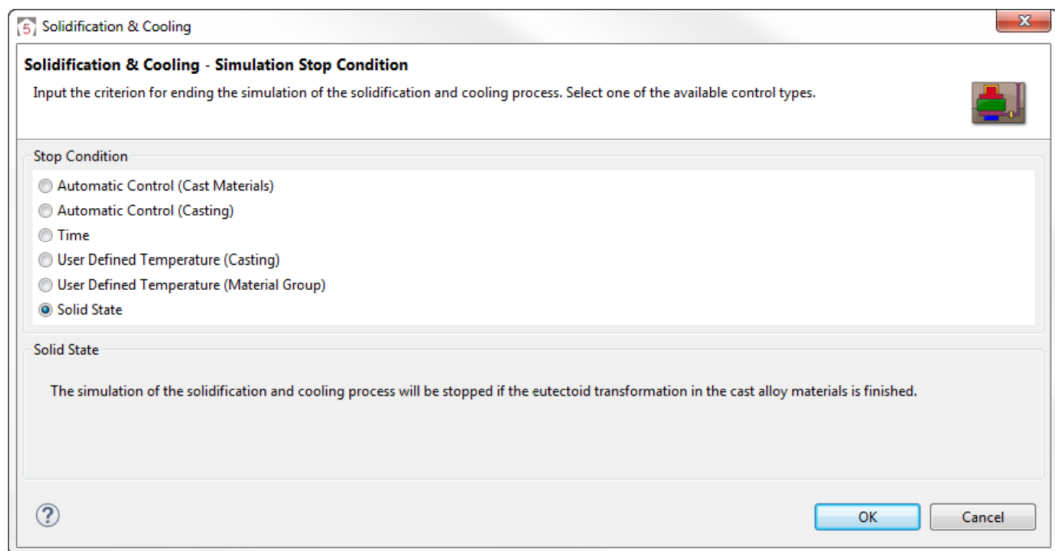 5 Solidification & Cooling
x
Solidification & Cooling - Simulation Stop Condition
Input the criterion for ending the simulation of the solidification and cooling process. Select one of the available control types.
Stop Condition
Automatic Control (Cast Materials)
Automatic Control (Casting)
Time
User Defined Temperature (Casting)
User Defined Temperature (Material Group)
Solid State
Solid State
The simulation of the solidification and cooling process will be stopped if the eutectoid transformation in the cast alloy materials is finished.
? OK Cancel